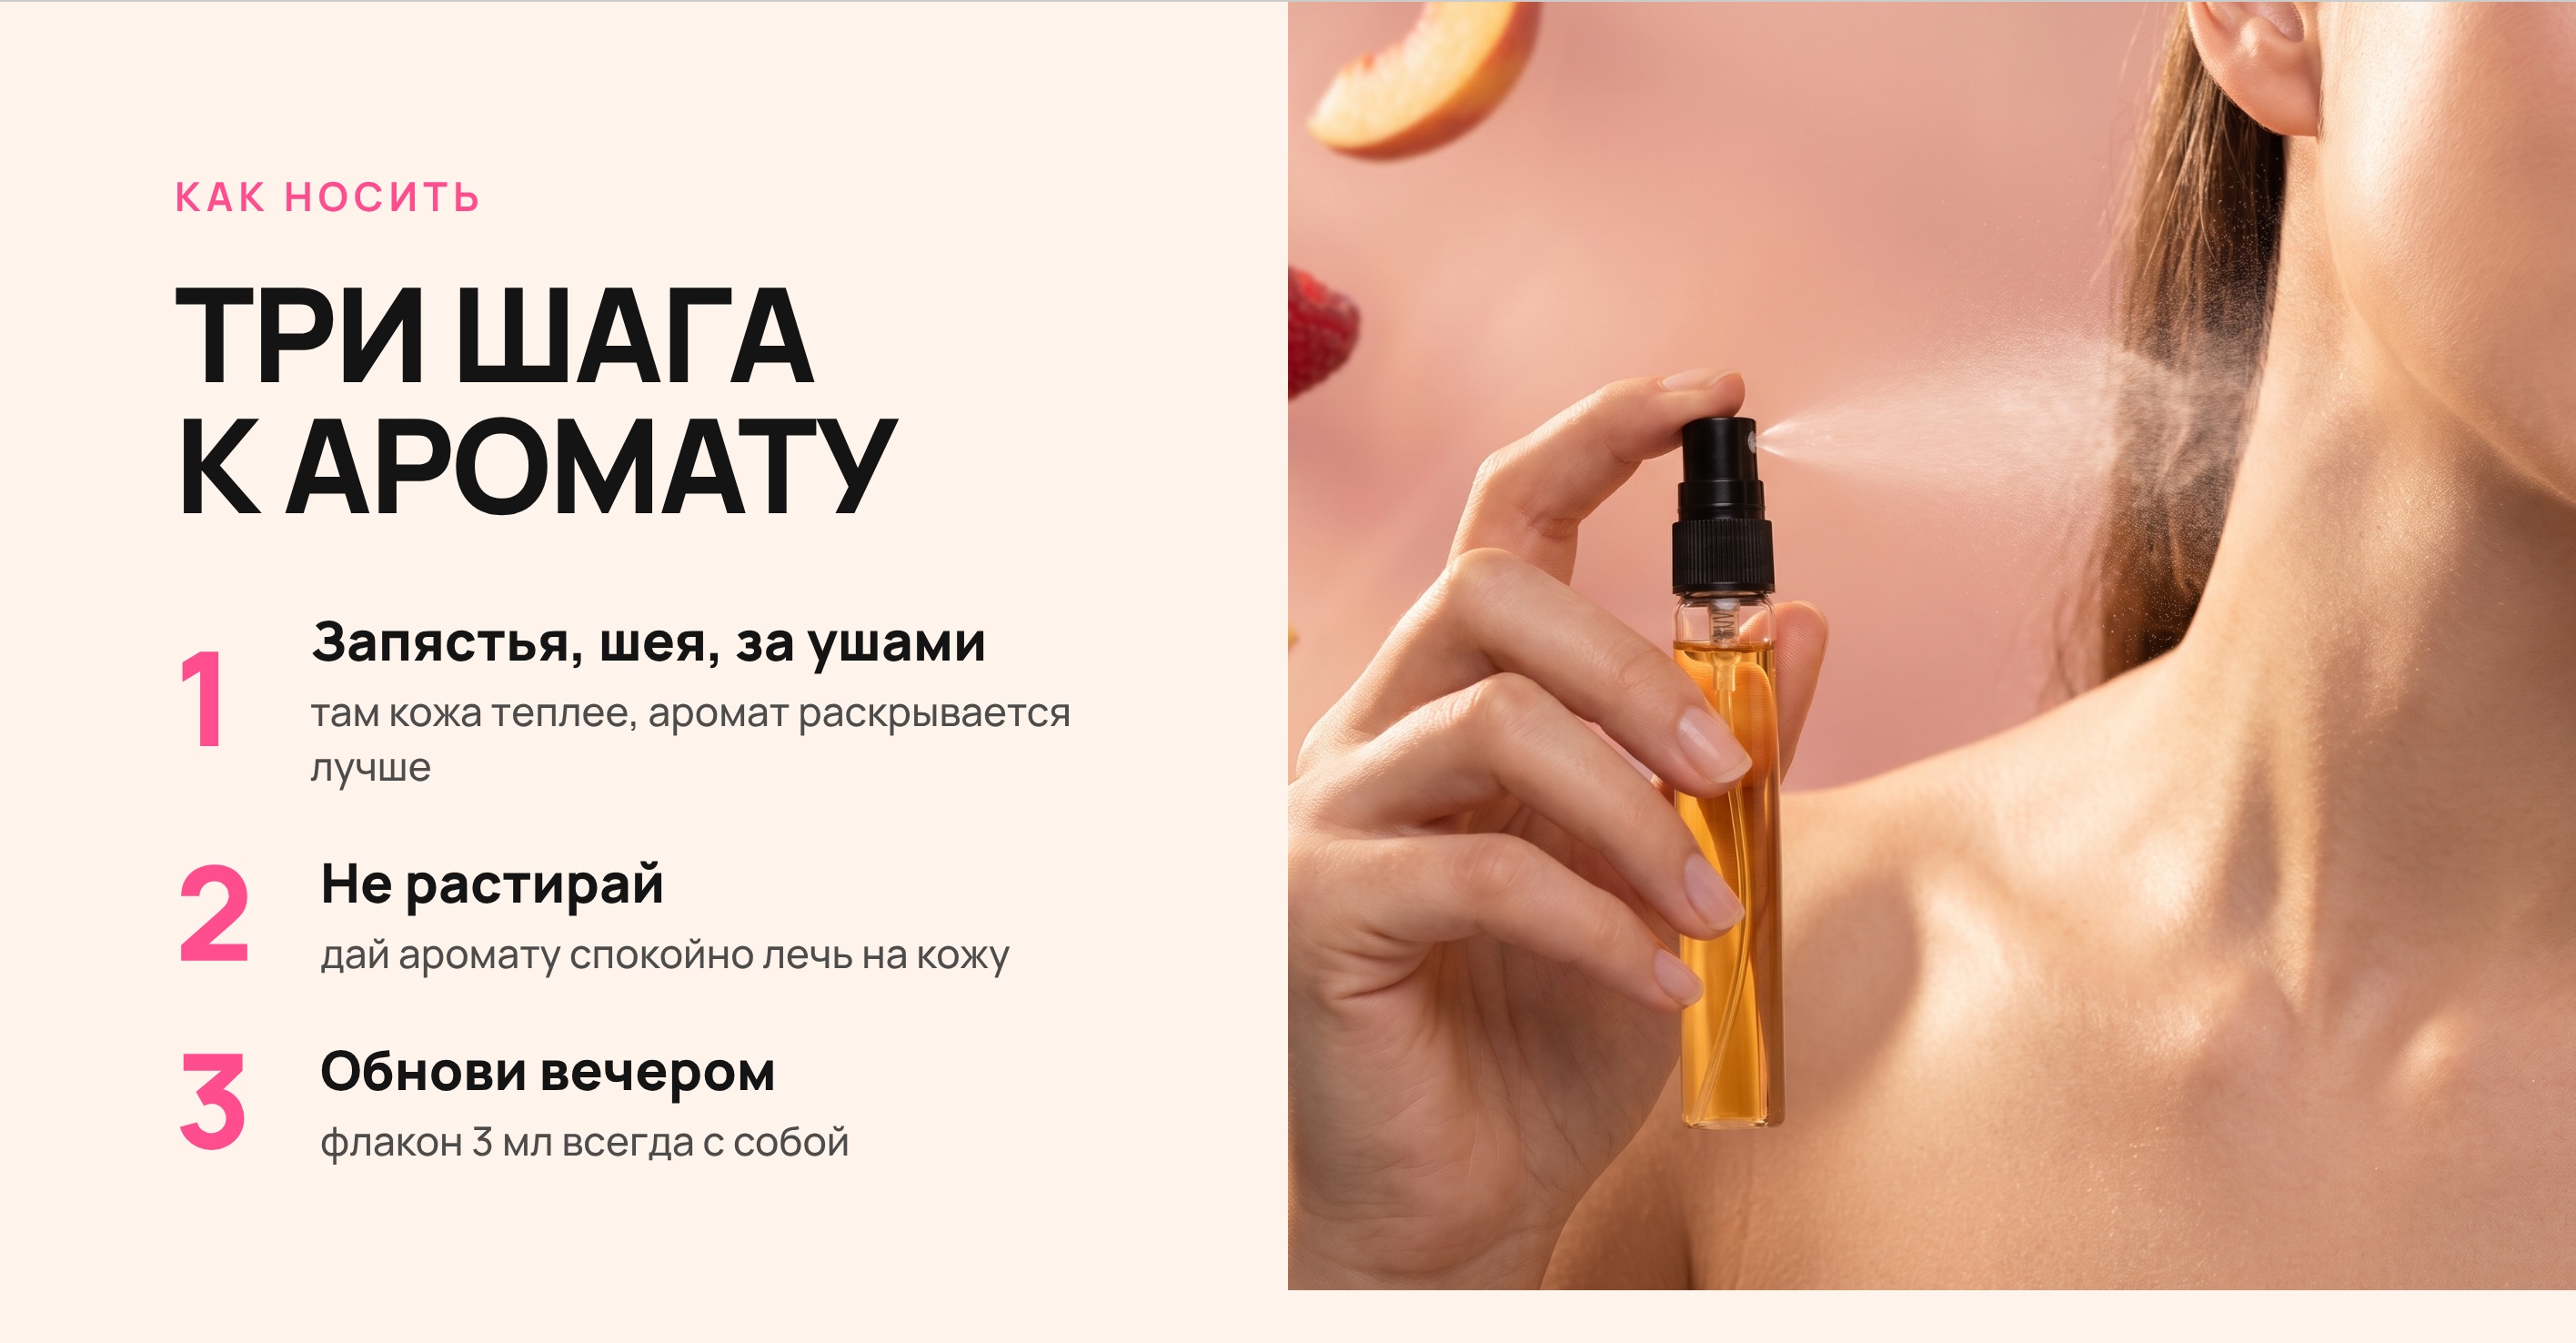 КАК НОСИТЬ
ТРИ ШАГА
К АРОМАТУ
1
Запястья, шея, за ушами
там кожа теплее, аромат раскрывается
лучше
2
Не растирай
дай аромату спокойно лечь на кожу
3
Обнови вечером
флакон 3 мл всегда с собой